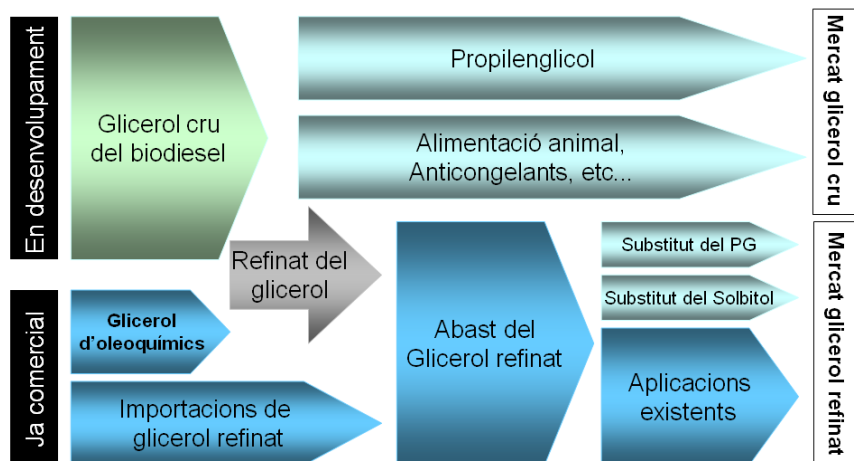 En desenvolupament
Glicerol cru
del biodiesel
Propilenglicol
Alimentació animal,
Anticongelants, etc...
Mercat glicerol cru
Ja comercial
Glicerol
d'oleoquímics
Importacions de
glicerol refinat
Refinat del
glicerol
Abast del
Glicerol refinat
Substitut del PG
Substitut del Solbitol
Aplicacions
existents
Mercat glicerol refinat